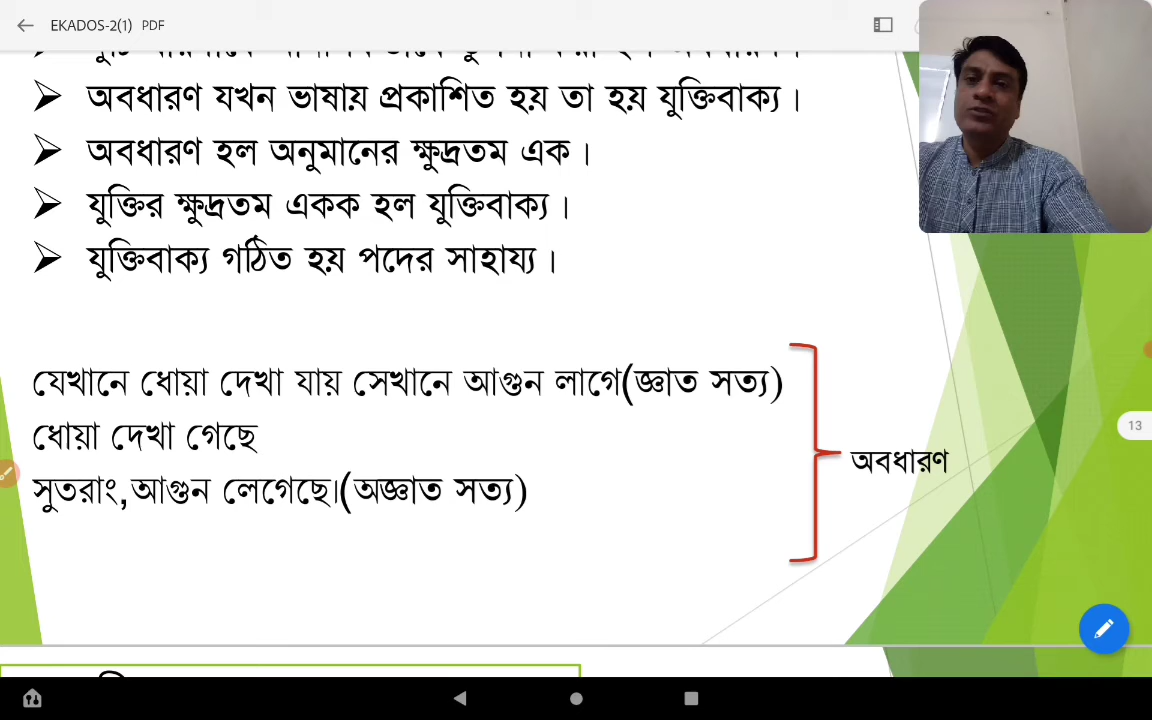 EKADOS-2(1) PDF
অবধারণ যখন ভাষায় প্রকাশিত হয় তা হয় যুক্তিবাক্য।
অবধারণ হল অনুমানের ক্ষুদ্রতম এক।
যুক্তির ক্ষুদ্রতম একক হল যুক্তিবাক্য।
যুক্তিবাক্য গঠিত হয় পদের সাহায্য।
যেখানে ধোয়া দেখা যায় সেখানে আগুন লাগে(জ্ঞাত সত্য)
ধোয়া দেখা গেছে
সুতরাং,আগুন লেগেছে।(অজ্ঞাত সত্য)
অবধারণ
13